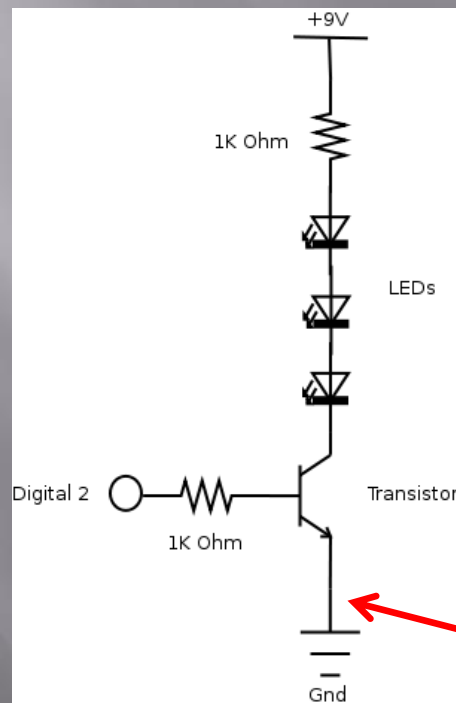 +9V
1K Ohm
LEDs
Digital 2
Transistor
1K Ohm
Gnd